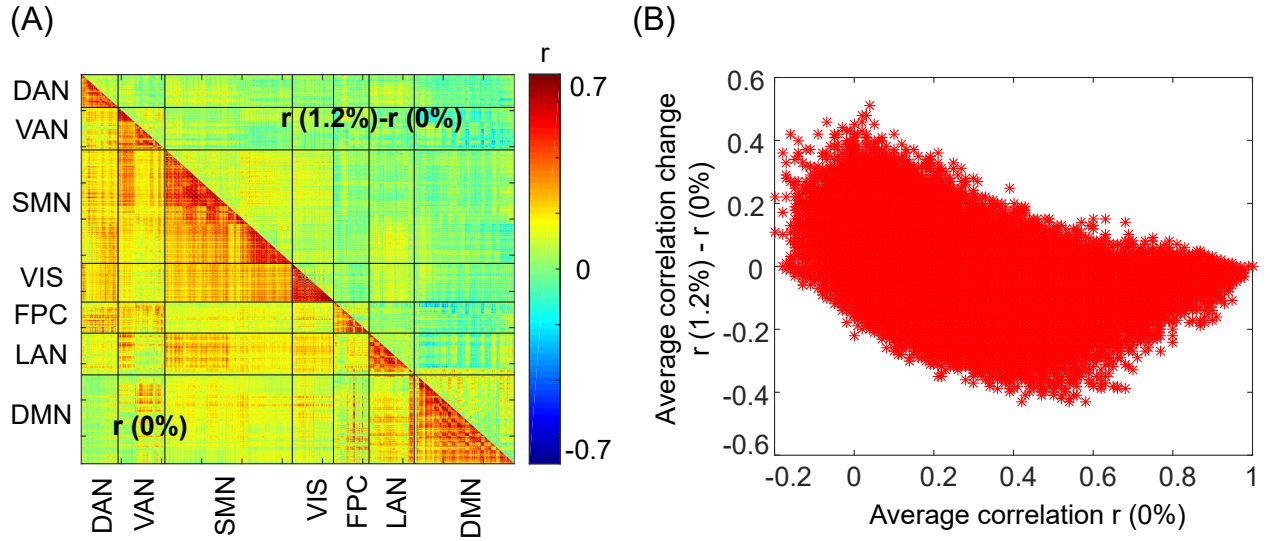 (A)
r
DAN
VAN
SMN
VIS
FPC
LAN
DMN
r (1.2%)-r (0%)
r (0%)
0.7
0
-0.7
DAN
VAN
SMN
VIS
FPC
LAN
DMN
(B)
Average correlation change
r (1.2%) - r (0%)
0.6
0.4
0.2
0
-0.2
-0.4
-0.6
-0.2
0
0.2
0.4
0.6
0.8
1
Average correlation r (0%)